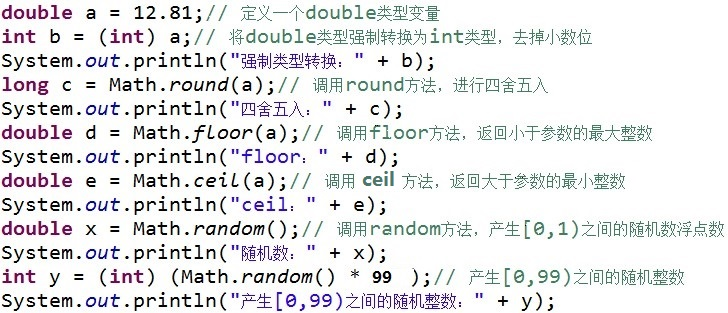 double a = 12.81;// 定义一个double类型变量
int b = (int) a;// 将double类型强制转换为int类型，去掉小数位
System.out.println("强制类型转换：" + b);
long c = Math.round(a);// 调用round方法，进行四舍五入
System.out.println("四舍五入：" + c);
double d = Math.floor(a);// 调用floor方法，返回小于参数的最大整数
System.out.println("floor：" + d);
double e = Math.ceil(a);// 调用 ceil 方法，返回大于参数的最小整数
System.out.println("ceil：" + e);
double x = Math.random();// 调用random方法，产生[0,1)之间的随机数浮点数
System.out.println("随机数：" + x);
int y = (int) (Math.random() * 99 );// 产生[0,99)之间的随机整数
System.out.println("产生[0,99)之间的随机整数：" + y);